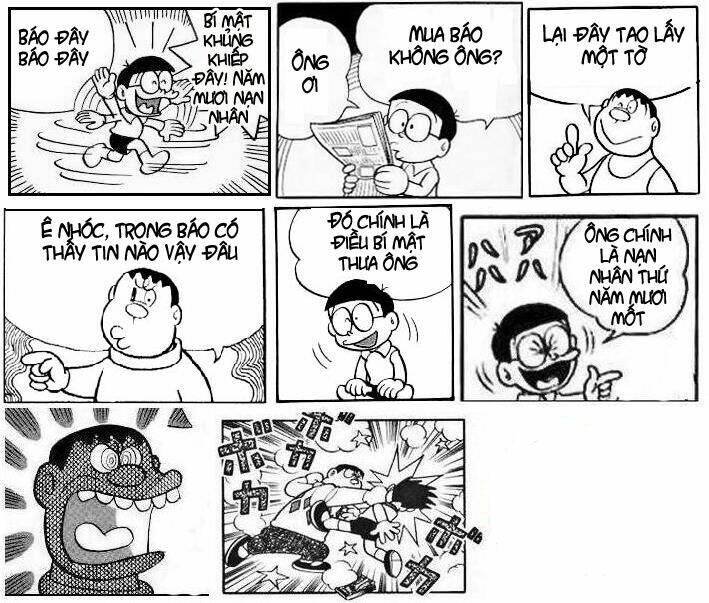 BÁO ĐÂY
BÁO ĐÂY
BÍ MẬT
KHỦNG
KHIẾP
ĐÂY! NĂM
MƯƠI NẠN
NHÂN
ÔNG
ƠI
MUA BÁO
KHÔNG ÔNG?
LẠI ĐÂY TAO LẤY
MỘT TỜ
Ê NHÓC, TRONG BÁO CÓ
THẤY TIN NÀO VẬY ĐÂU
ĐÓ CHÍNH LÀ
ĐIỀU BÍ MẬT
THƯA ÔNG
ÔNG CHÍNH
LÀ NẠN
NHÂN THỨ
NĂM MƯƠI
MỐT